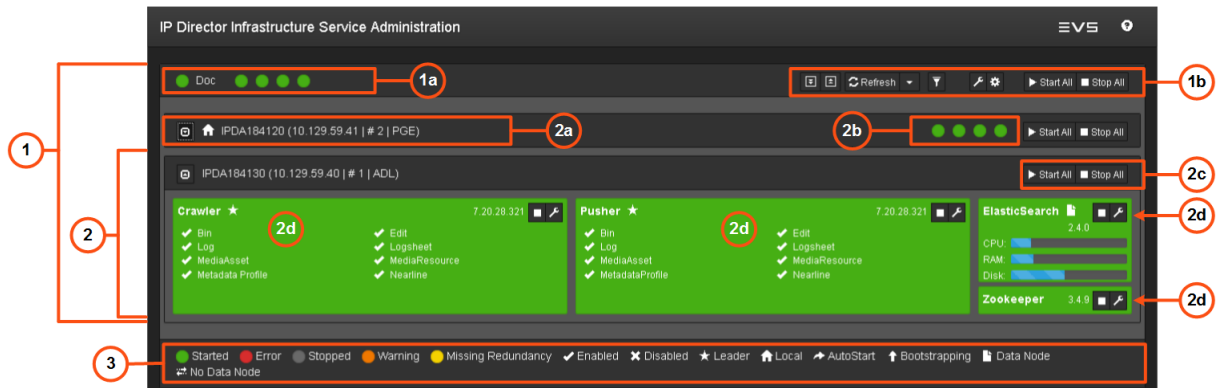 IP Director Infrastructure Service Administration
EVS
?
Doc
1a
Refresh
Start All
Stop All
1b
1
IPDA184120 (10.129.59.41 | # 2 | PGE)
2a
2b
Start All
Stop All
IPDA184130 (10.129.59.40 | # 1 | ADL)
Start All
Stop All
2c
2
Crawler
2d
7.20.28.321
Bin
Edit
Log
Logsheet
MediaAsset
MediaResource
Metadata Profile
Nearline
Pusher
2d
7.20.28.321
Bin
Edit
Log
Logsheet
MediaAsset
MediaResource
MetadataProfile
Nearline
ElasticSearch
2.4.0
CPU:
RAM:
Disk:
2d
Zookeeper
3.4.9
2d
3
Started Error Stopped Warning Missing Redundancy Enabled Disabled Leader Local AutoStart Bootstrapping Data Node
No Data Node